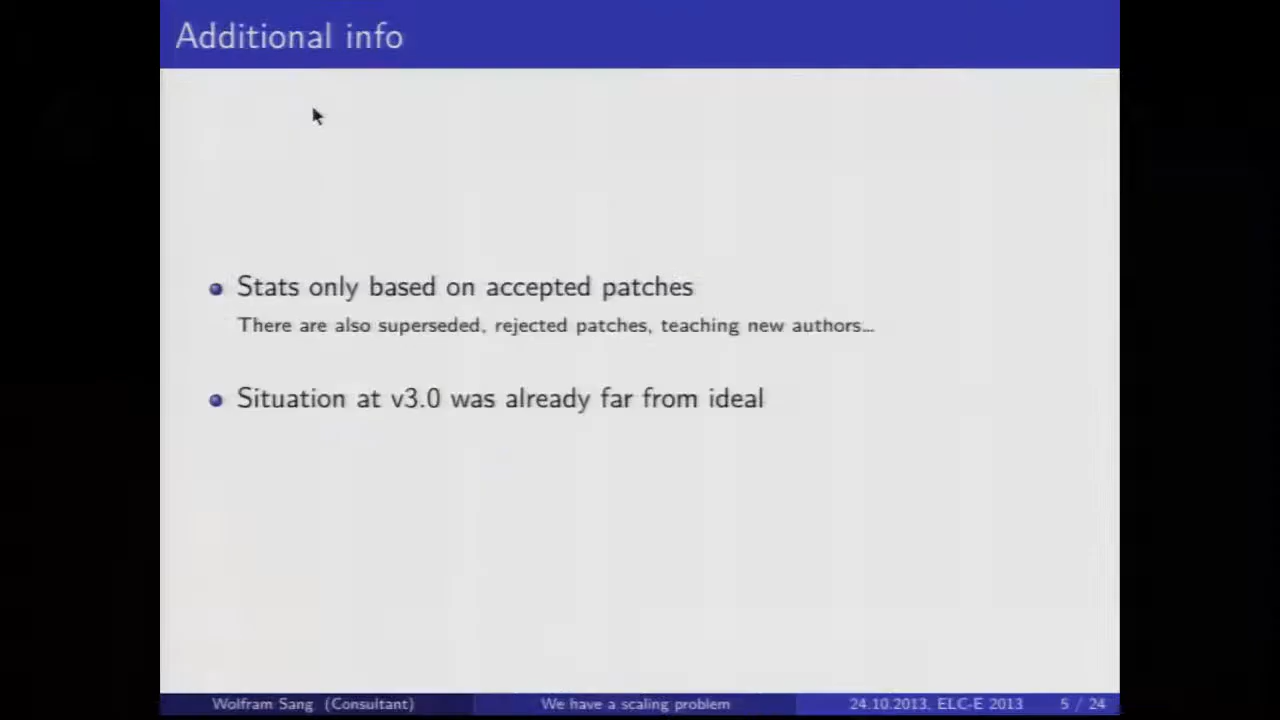 Additional info
Stats only based on accepted patches
There are also superseded, rejected patches, teaching new authors...
Situation at v3.0 was already far from ideal
Wolfram Sang (Consultant) We have a scaling problem 24.10.2013, ELC-E 2013 5 / 24